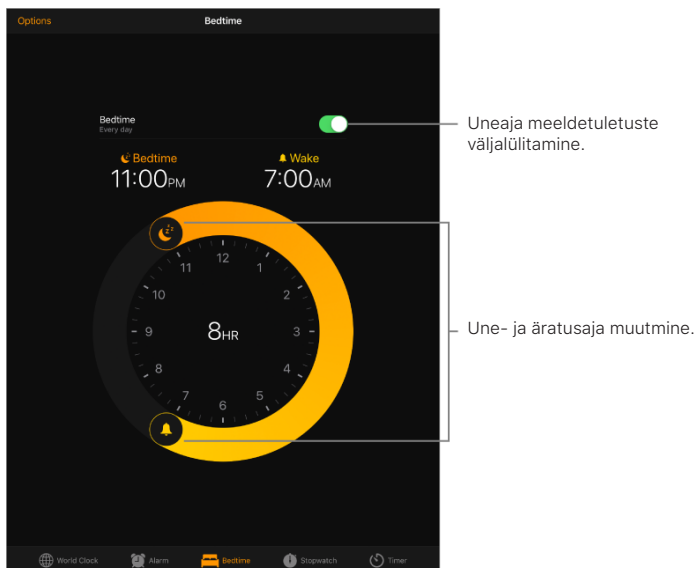 Options
Bedtime
Bedtime
Every day
Uneaja meeldetuletuste
väljalülitamine.
Bedtime
Wake
11:00PM
7:00AM
12
11
1
10
2
9
8HR
3
Une- ja äratusaja muutmine.
8
4
7
5
6
World Clock
Alarm
Bedtime
Stopwatch
Timer